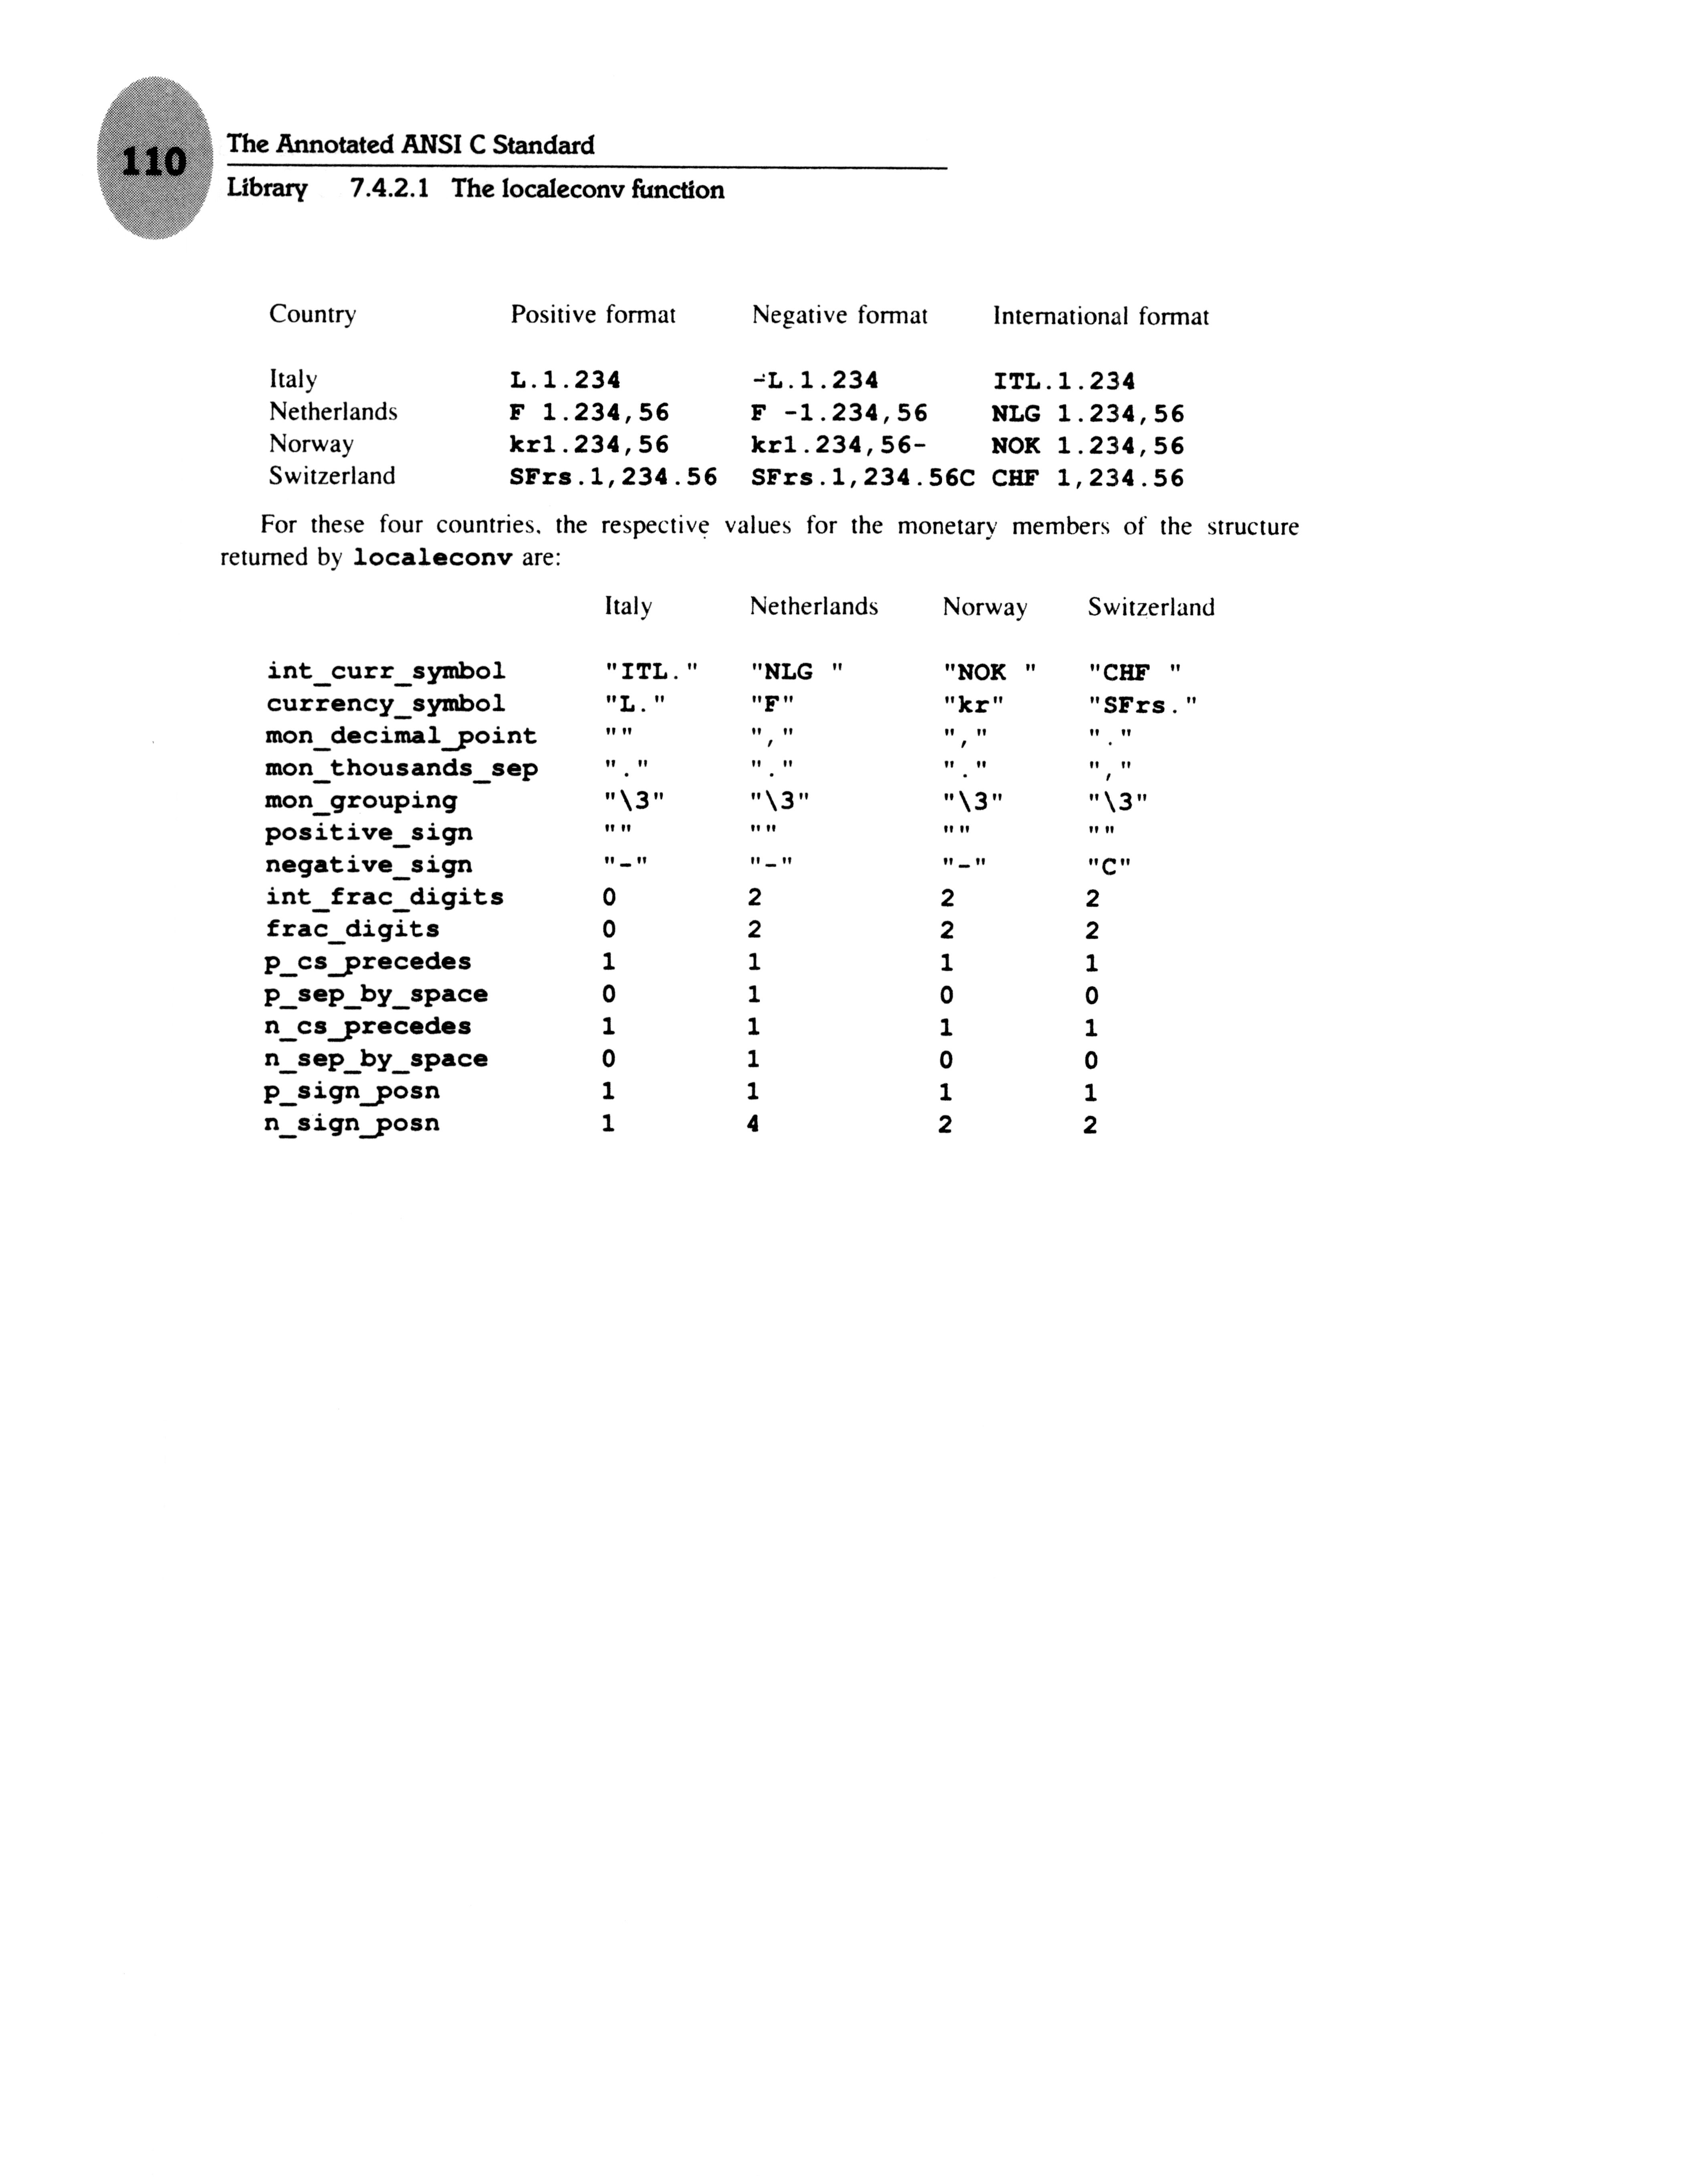 110
The Annotated ANSI C Standard
Library 7.4.2.1 The localeconv function
Country Positive format Negative format International format
Italy L.1.234 -L.1.234 ITL.1.234
Netherlands F 1.234,56 F -1.234,56 NLG 1.234,56
Norway kr1.234,56 kr1.234,56- NOK 1.234,56
Switzerland SFrs.1,234.56 SFrs.1,234.56C CHF 1,234.56
For these four countries, the respective values for the monetary members of the structure
returned by localeconv are:
Italy Netherlands Norway Switzerland
int_curr_symbol "ITL." "NLG " "NOK " "CHF "
currency_symbol "L." "F" "kr" "SFrs."
mon_decimal_point "" "," "," "."
mon_thousands_sep "." "." "." ","
mon_grouping "\3" "\3" "\3" "\3"
positive_sign "" "" "" ""
negative_sign "-" "-" "-" "C"
int_frac_digits 0 2 2 2
frac_digits 0 2 2 2
p_cs_precedes 1 1 1 1
p_sep_by_space 0 1 0 0
n_cs_precedes 1 1 1 1
n_sep_by_space 0 1 0 0
p_sign_posn 1 1 1 1
n_sign_posn 1 4 2 2